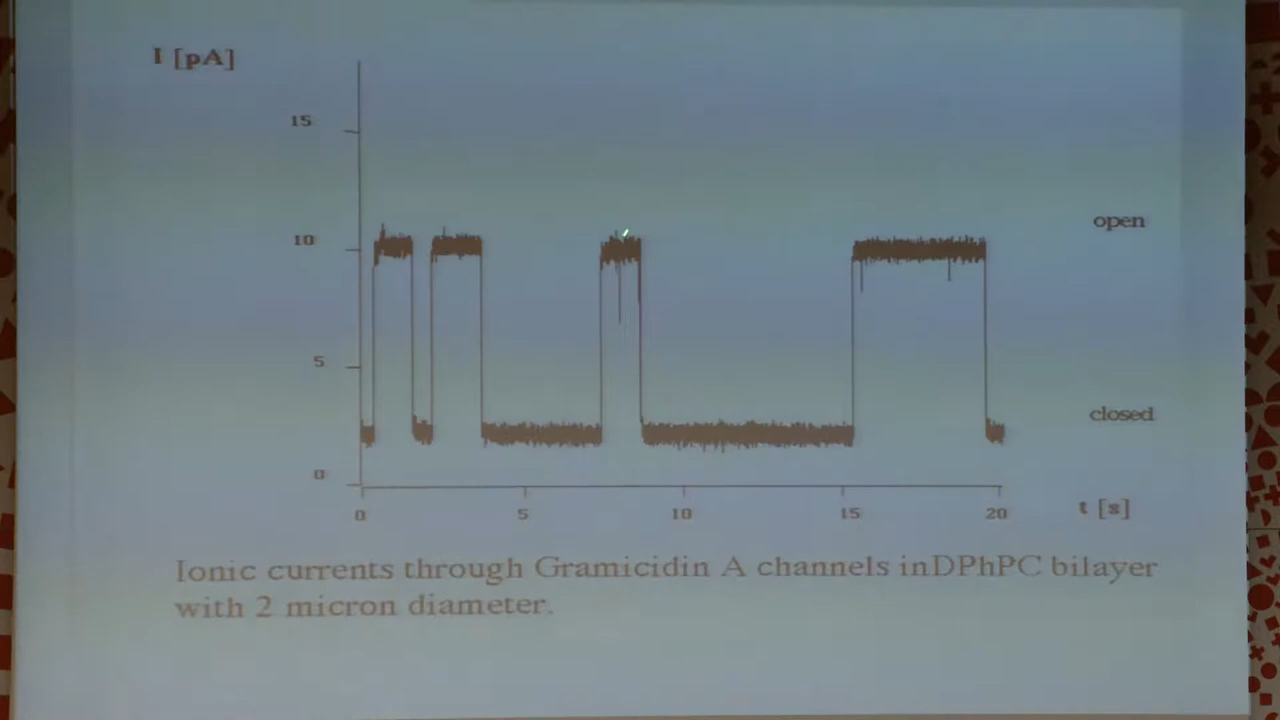 I [pA]
15
10
5
0
open
closed
0 5 10 15 20 t [s]
Ionic currents through Gramicidin A channels inDPhPC bilayer
with 2 micron diameter.